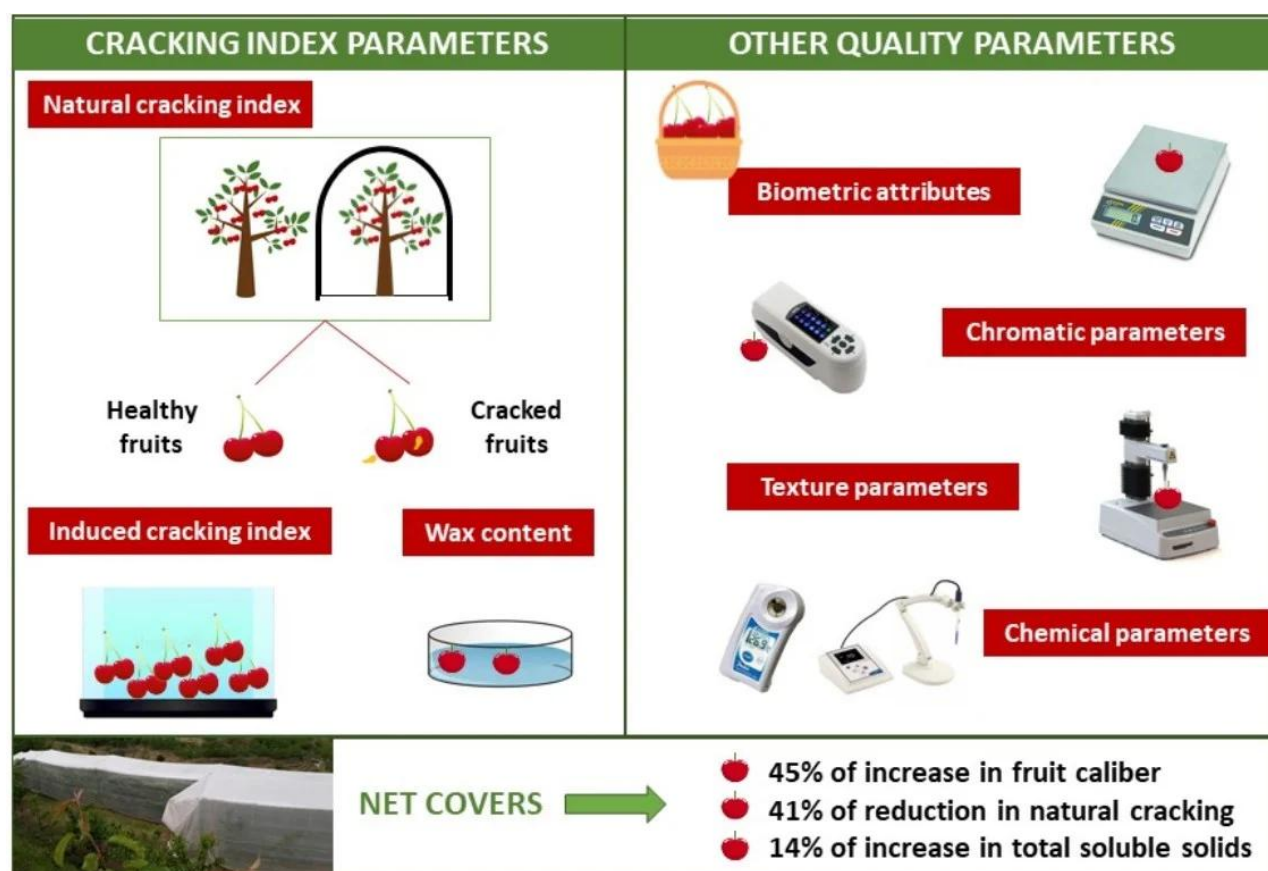 CRACKING INDEX PARAMETERS
Natural cracking index
Healthy
fruits
Cracked
fruits
Induced cracking index
Wax content
OTHER QUALITY PARAMETERS
Biometric attributes
Chromatic parameters
Texture parameters
Chemical parameters
NET COVERS
45% of increase in fruit caliber
41% of reduction in natural cracking
14% of increase in total soluble solids